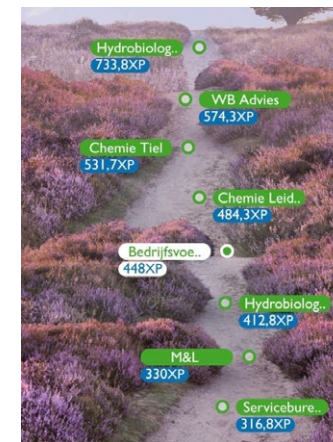 Hydrobiolog..
733,8XP
WB Advies
574,3XP
Chemie Tiel
531,7XP
Chemie Leid..
484,3XP
Bedrijfsvoe..
448XP
Hydrobiolog..
412,8XP
M&L
330XP
Servicebure..
316,8XP